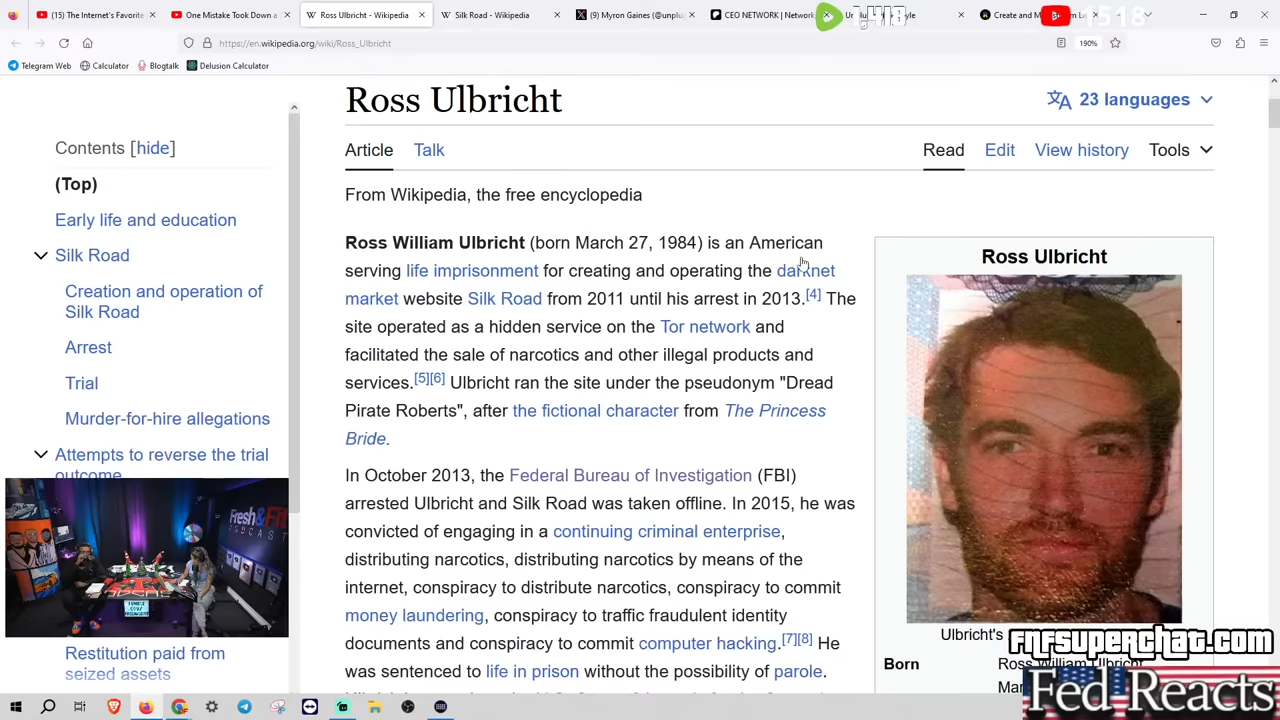 (15) The Internet's Favorite
One Mistake Took Down a
Ross Ulbricht - Wikipedia
Silk Road - Wikipedia
(9) Myron Gaines (@unplu
CEO NETWORK | Network
Create and M
1518
https://en.wikipedia.org/wiki/Ross_Ulbricht
190%
Telegram Web
Calculator
Blogtalk
Delusion Calculator
Ross Ulbricht
23 languages
Contents [hide]
(Top)
Early life and education
Silk Road
Creation and operation of
Silk Road
Arrest
Trial
Murder-for-hire allegations
Attempts to reverse the trial
outcome
Restitution paid from
seized assets
Article Talk
Read Edit View history Tools
From Wikipedia, the free encyclopedia
Ross William Ulbricht (born March 27, 1984) is an American
serving life imprisonment for creating and operating the darknet
market website Silk Road from 2011 until his arrest in 2013.[4] The
site operated as a hidden service on the Tor network and
facilitated the sale of narcotics and other illegal products and
services.[5][6] Ulbricht ran the site under the pseudonym "Dread
Pirate Roberts", after the fictional character from The Princess
Bride.
In October 2013, the Federal Bureau of Investigation (FBI)
arrested Ulbricht and Silk Road was taken offline. In 2015, he was
convicted of engaging in a continuing criminal enterprise,
distributing narcotics, distributing narcotics by means of the
internet, conspiracy to distribute narcotics, conspiracy to commit
money laundering, conspiracy to traffic fraudulent identity
documents and conspiracy to commit computer hacking.[7][8] He
was sentenced to life in prison without the possibility of parole.
Ross Ulbricht
Ulbricht's
Born
Ross William Ulbricht
Mar
FRESH&FIT
PODCAST
FNFSUPERCHAT.COM
Fed Reacts